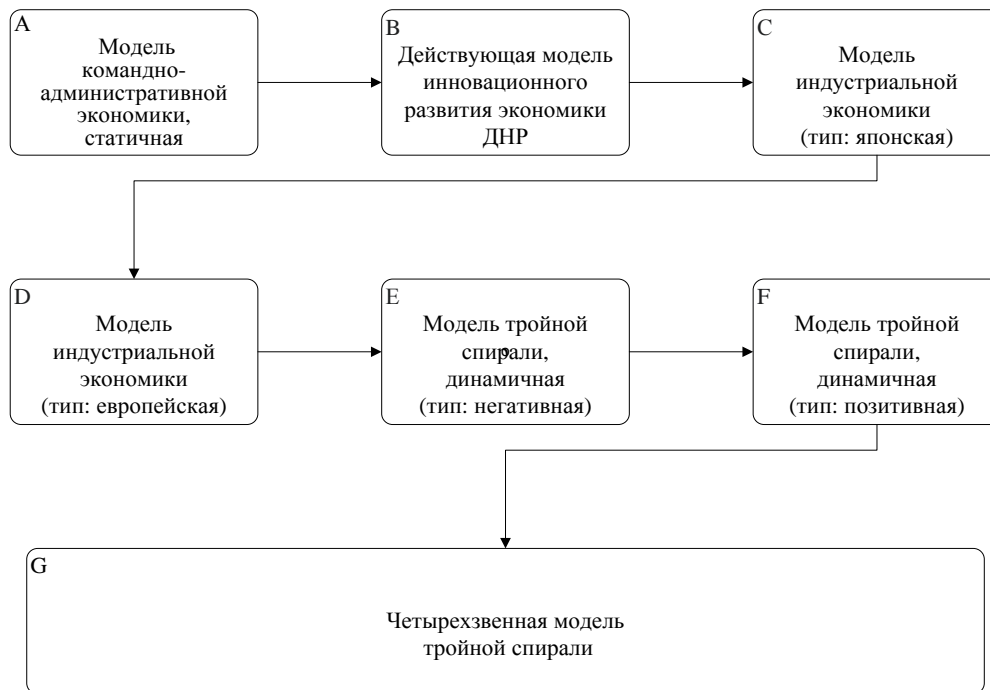 A
Модель
командно-
административной
экономики,
статичная
B
Действующая модель
инновационного
развития экономики
ДНР
C
Модель
индустриальной
экономики
(тип: японская)
D
Модель
индустриальной
экономики
(тип: европейская)
E
Модель тройной
спирали,
динамичная
(тип: негативная)
F
Модель тройной
спирали,
динамичная
(тип: позитивная)
G
Четырехзвенная модель
тройной спирали